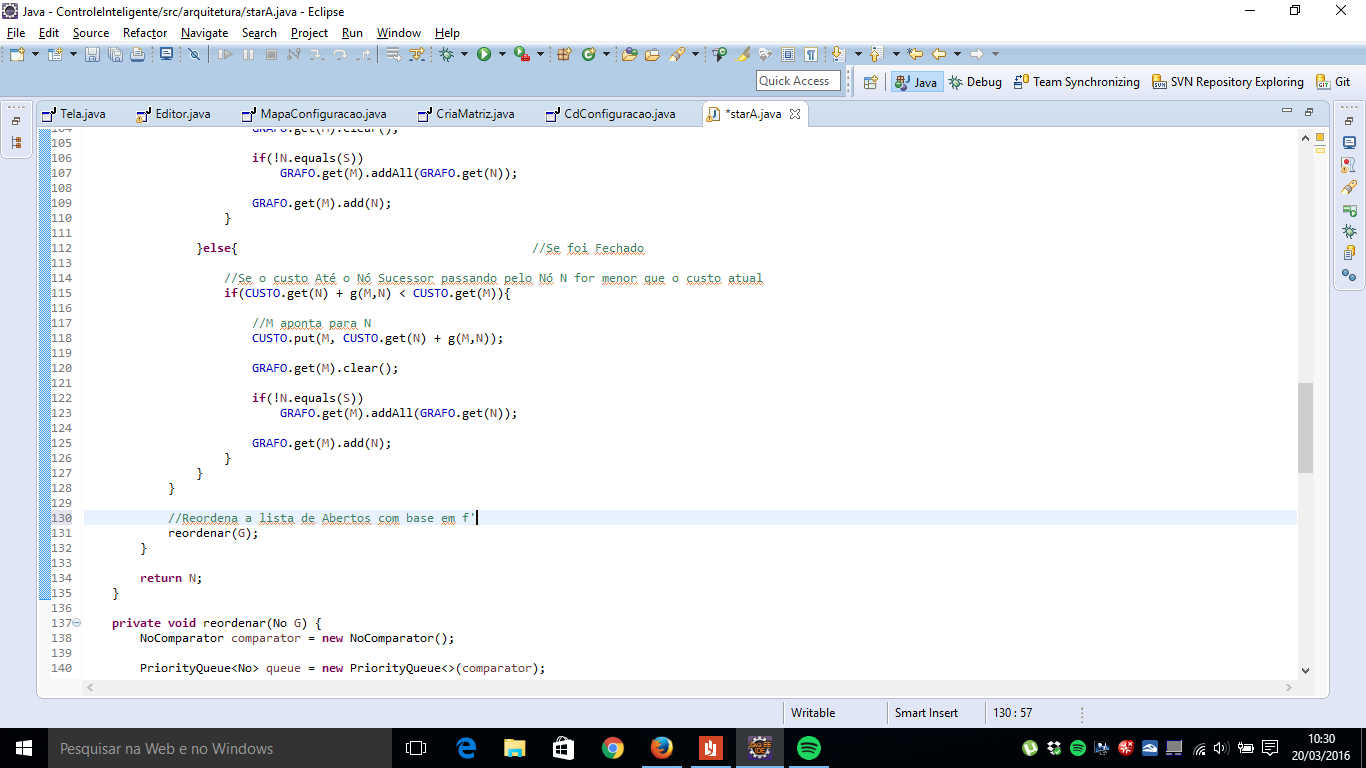 Java - ControleInteligente/src/arquitetura/starA.java - Eclipse
File Edit Source Refactor Navigate Search Project Run Window Help
Quick Access
Java Debug Team Synchronizing SVN Repository Exploring Git
Tela.java Editor.java MapaConfiguracao.java CriaMatriz.java CdConfiguracao.java *starA.java
104 GRAFO.get(M).clear();
105
106 if(!N.equals(S))
107 GRAFO.get(M).addAll(GRAFO.get(N));
108
109 GRAFO.get(M).add(N);
110 }
111
112 }else{ //Se foi Fechado
113
114 //Se o custo Até o Nó Sucessor passando pelo Nó N for menor que o custo atual
115 if(CUSTO.get(N) + g(M,N) < CUSTO.get(M)){
116
117 //M aponta para N
118 CUSTO.put(M, CUSTO.get(N) + g(M,N));
119
120 GRAFO.get(M).clear();
121
122 if(!N.equals(S))
123 GRAFO.get(M).addAll(GRAFO.get(N));
124
125 GRAFO.get(M).add(N);
126 }
127 }
128 }
129
130 //Reordena a lista de Abertos com base em f'
131 reordenar(G);
132 }
133
134 return N;
135 }
136
137 private void reordenar(No G) {
138 NoComparator comparator = new NoComparator();
139
140 PriorityQueue<No> queue = new PriorityQueue<>(comparator);
Writable Smart Insert 130 : 57
Pesquisar na Web e no Windows
10:30
20/03/2016